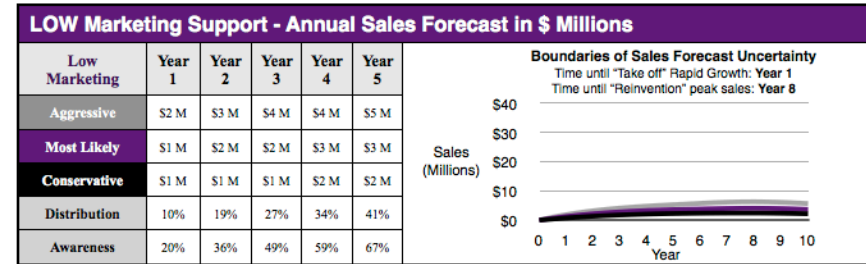 LOW Marketing Support - Annual Sales Forecast in $ Millions
Low Marketing Year 1 Year 2 Year 3 Year 4 Year 5
Aggressive $2 M $3 M $4 M $4 M $5 M
Most Likely $1 M $2 M $2 M $3 M $3 M
Conservative $1 M $1 M $1 M $2 M $2 M
Distribution 10% 19% 27% 34% 41%
Awareness 20% 36% 49% 59% 67%
Boundaries of Sales Forecast Uncertainty
Time until "Take off" Rapid Growth: Year 1
Time until "Reinvention" peak sales: Year 8
Sales
(Millions)
$40
$30
$20
$10
$0
0 1 2 3 4 5 6 7 8 9 10
Year